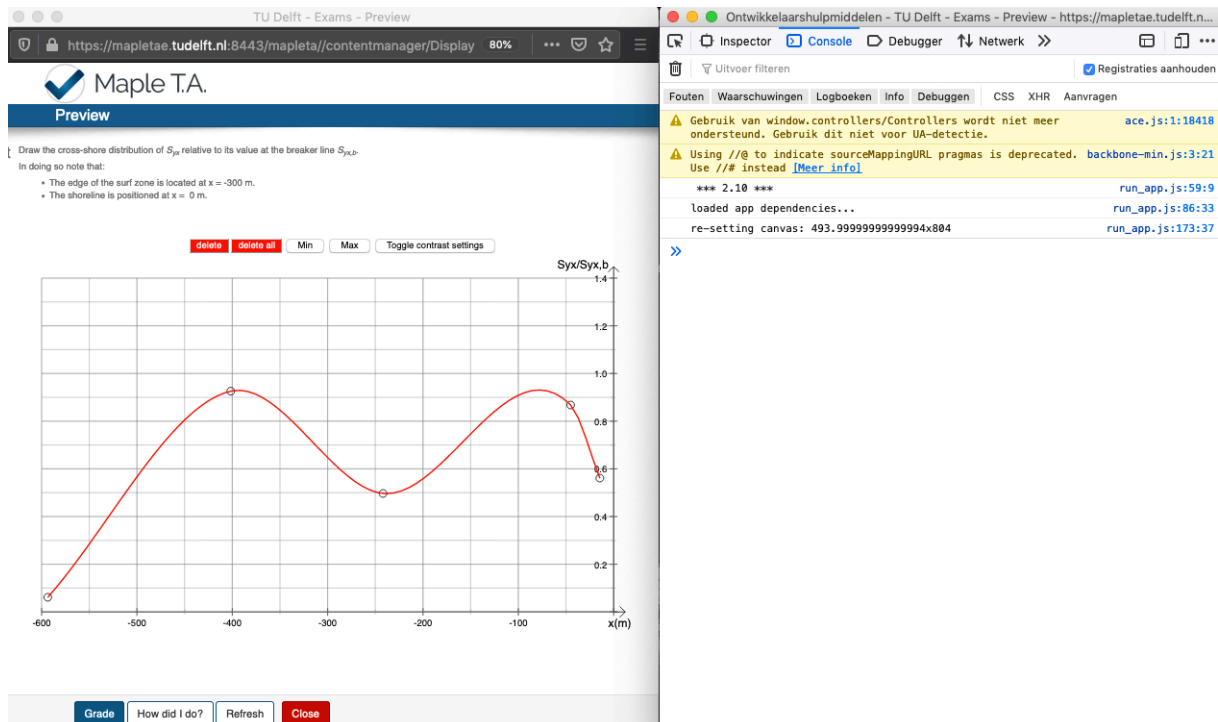 TU Delft - Exams - Preview
https://mapletae.tudelft.nl:8443/mapleta//contentmanager/Display 80%
Maple T.A.
Preview
Draw the cross-shore distribution of Syx relative to its value at the breaker line Syx,b.
In doing so note that:
• The edge of the surf zone is located at x = -300 m.
• The shoreline is positioned at x = 0 m.
delete delete all Min Max Toggle contrast settings
Syx/Syx,b
1.4
1.2
1.0
0.8
0.6
0.4
0.2
-600 -500 -400 -300 -200 -100 x(m)
Grade How did I do? Refresh Close
Ontwikkelaarshulpmiddelen - TU Delft - Exams - Preview - https://mapletae.tudelft.n...
Inspector Console Debugger Netwerk
Uitvoer filteren Registraties aanhouden
Fouten Waarschuwingen Logboeken Info Debuggen CSS XHR Aanvragen
Gebruik van window.controllers/Controllers wordt niet meer ace.js:1:18418
ondersteund. Gebruik dit niet voor UA-detectie.
Using //@ to indicate sourceMappingURL pragmas is deprecated. backbone-min.js:3:21
Use //# instead [Meer info]
*** 2.10 *** run_app.js:59:9
loaded app dependencies... run_app.js:86:33
re-setting canvas: 493.99999999999994x804 run_app.js:173:37